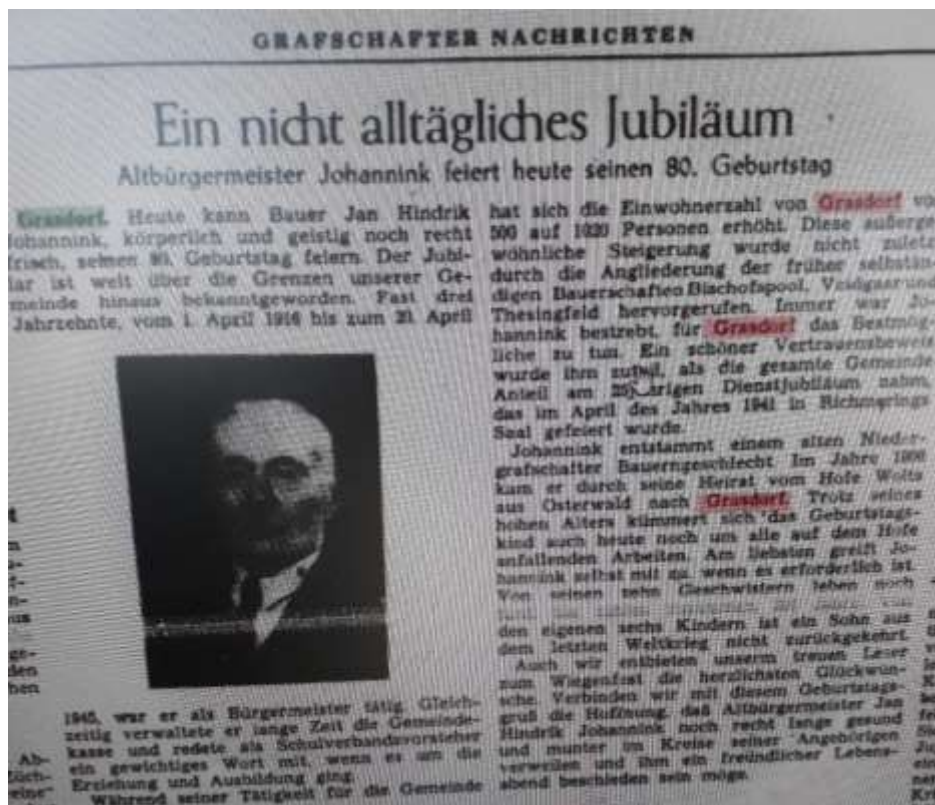 GRAFSCHAFTER NACHRICHTEN
Ein nicht alltägliches Jubiläum
Altbürgermeister Johannink feiert heute seinen 80. Geburtstag
Grasdorf. Heute kann Bauer Jan Hindrik
Johannink, körperlich und geistig noch recht
frisch, seinen 80. Geburtstag feiern. Der Jubi-
lar ist weit über die Grenzen unserer Ge-
meinde hinaus bekanntgeworden. Fast drei
Jahrzehnte, vom 1. April 1916 bis zum April
1945, war er als Bürgermeister tätig. Gleich-
zeitig verwaltete er lange Zeit die Gemeinde-
kasse und redete als Schulverbandsvorsteher
ein gewichtiges Wort mit, wenn es um die
Erziehung und Ausbildung ging.
Während seiner Tätigkeit für die Gemeinde
hat sich die Einwohnerzahl von Grasdorf vo
500 auf 1020 Personen erhöht. Diese außerge
wöhnliche Steigerung wurde nicht zuletz
durch die Angliederung der früher selbstän
digen Bauerschaften Bischofspool, Veldgaar und
Thesingfeld hervorgerufen. Immer war Jo-
hannink bestrebt, für Grasdorf das Bestmög-
liche zu tun. Ein schöner Vertrauensbeweis
wurde ihm zuteil, als die gesamte Gemeinde
Anteil am 25jährigen Dienstjubiläum nahm,
das im April des Jahres 1941 in Richmerings
Saal gefeiert wurde.
Johannink entstammt einem alten Nieder-
grafschafter Bauerngeschlecht. Im Jahre
kam er durch seine Heirat vom Hofe Wolts
aus Osterwald nach Grasdorf. Trotz seines
hohen Alters kümmert sich das Geburtstags-
kind auch heute noch um alle auf dem Hofe
anfallenden Arbeiten. Am liebsten greift Jo-
hannink selbst mit zu, wenn es erforderlich ist.
Von seinen zehn Geschwistern leben noch
den eigenen sechs Kindern ist ein Sohn aus
dem letzten Weltkrieg nicht zurückgekehrt.
Auch wir entbieten unserm treuen Leser
zum Wiegenfest die herzlichsten Glückwün-
sche. Verbinden wir mit diesem Geburtstags-
gruß die Hoffnung, daß Altbürgermeister Jan
Hindrik Johannink noch recht lange gesund
und munter im Kreise seiner Angehörigen
verweilen und ihm ein freundlicher Lebens-
abend beschieden sein möge.